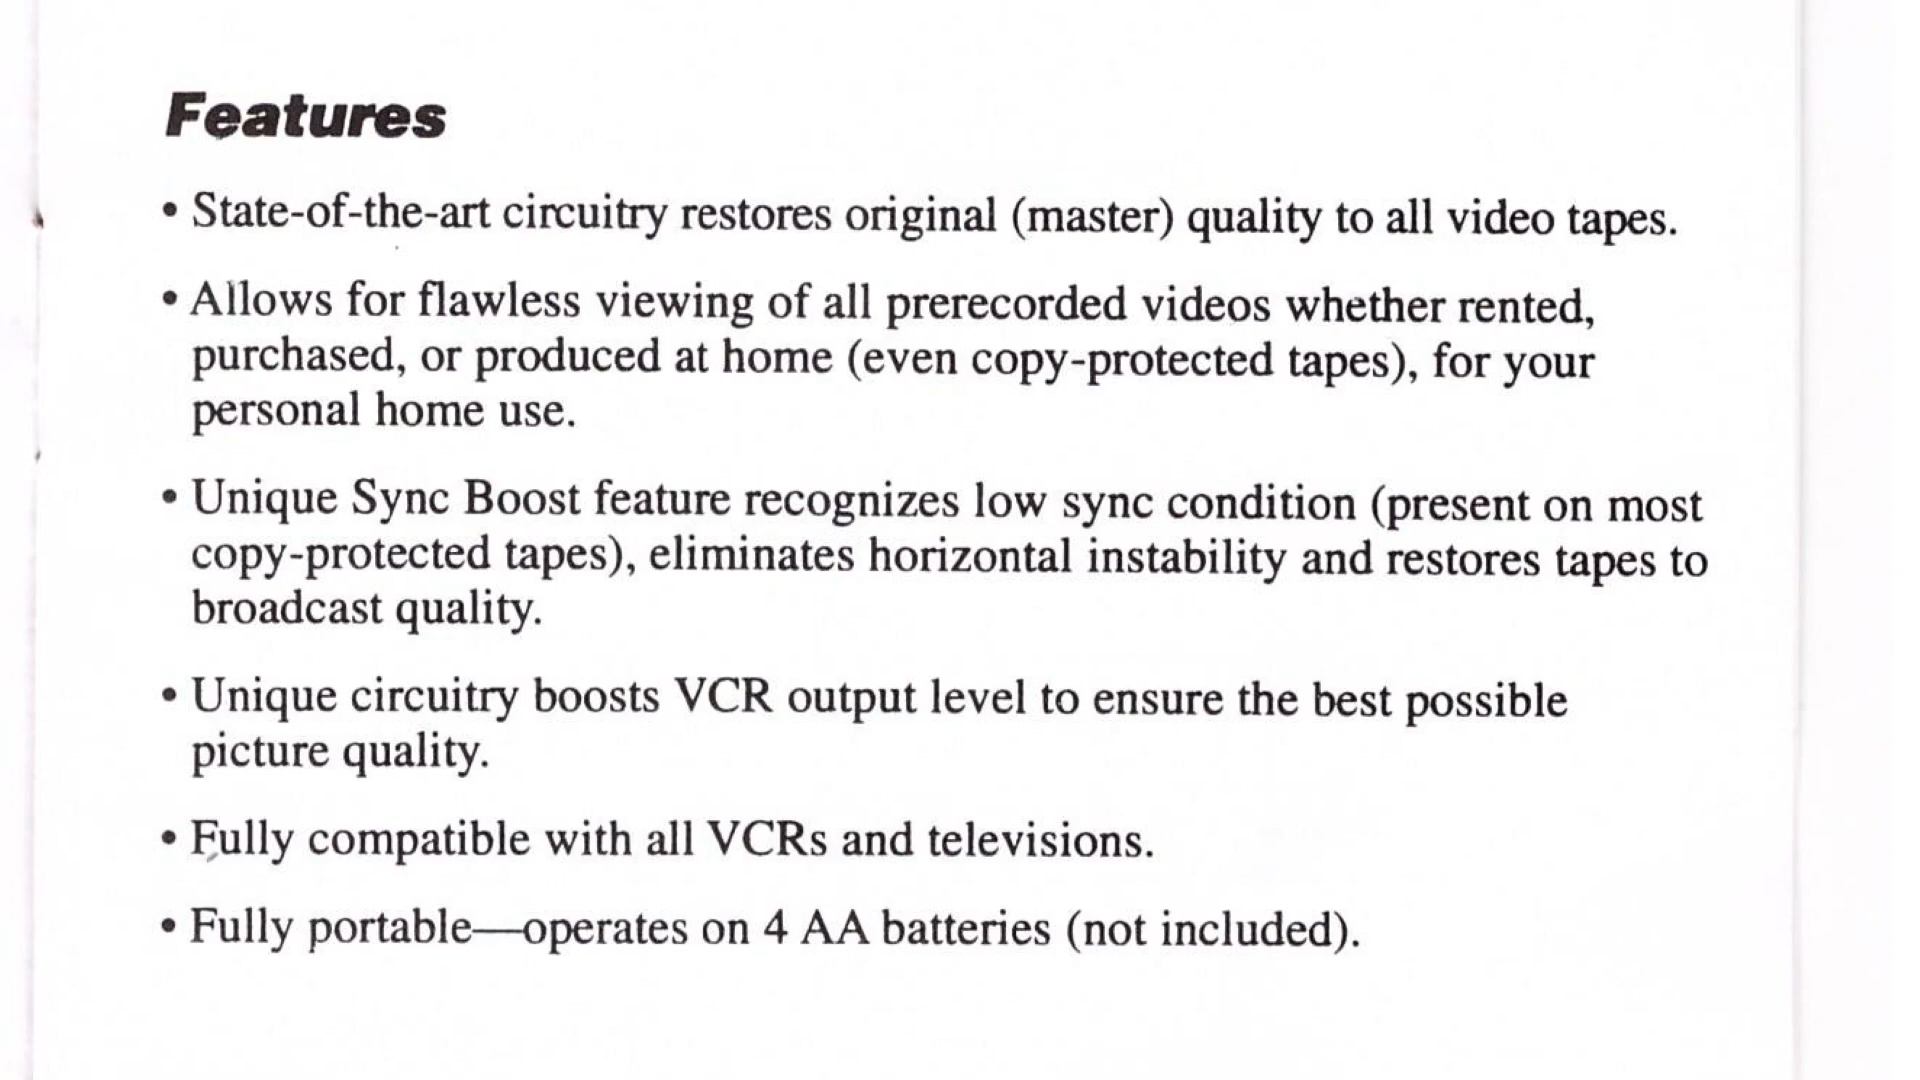 Features
• State-of-the-art circuitry restores original (master) quality to all video tapes.
• Allows for flawless viewing of all prerecorded videos whether rented,
purchased, or produced at home (even copy-protected tapes), for your
personal home use.
• Unique Sync Boost feature recognizes low sync condition (present on most
copy-protected tapes), eliminates horizontal instability and restores tapes to
broadcast quality.
• Unique circuitry boosts VCR output level to ensure the best possible
picture quality.
• Fully compatible with all VCRs and televisions.
• Fully portable—operates on 4 AA batteries (not included).